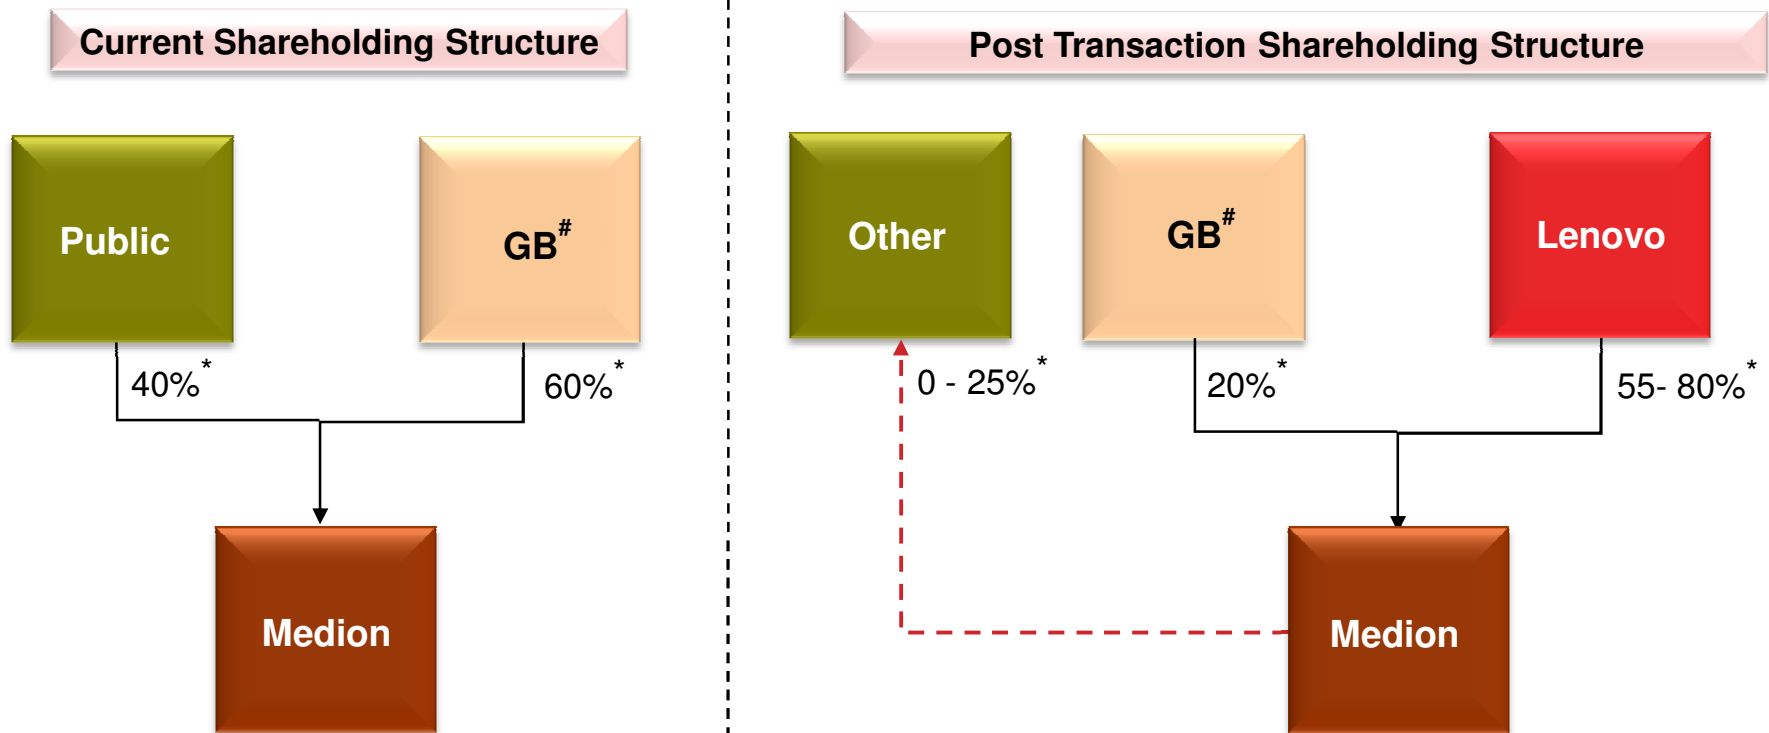 Current Shareholding Structure
Public
GB#
40%*
60%*
Medion
Post Transaction Shareholding Structure
Other
GB#
Lenovo
0 - 25%*
20%*
55- 80%*
Medion